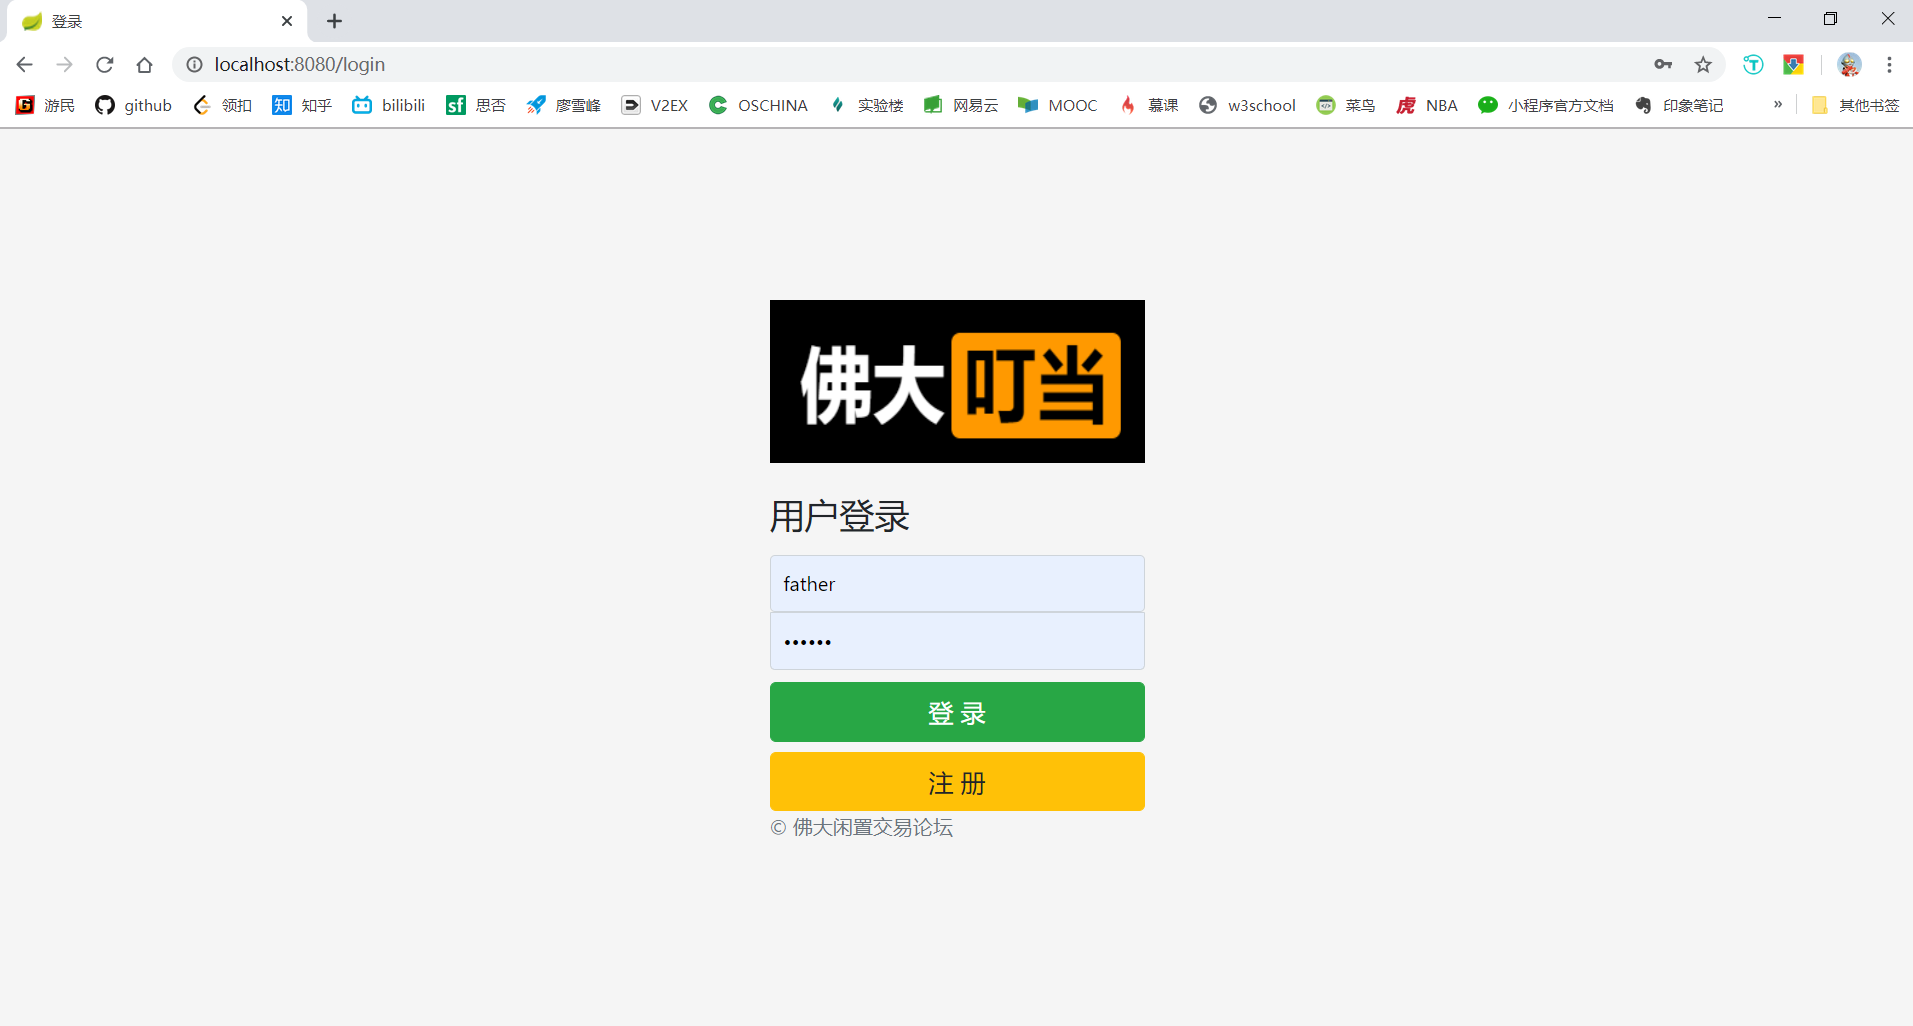 登录
localhost:8080/login
游民 github 领扣 知乎 bilibili 思否 廖雪峰 V2EX OSCHINA 实验楼 网易云 MOOC 慕课 w3school 菜鸟 NBA 小程序官方文档 印象笔记 » 其他书签
佛大叮当
用户登录
father
••••••
登 录
注 册
© 佛大闲置交易论坛